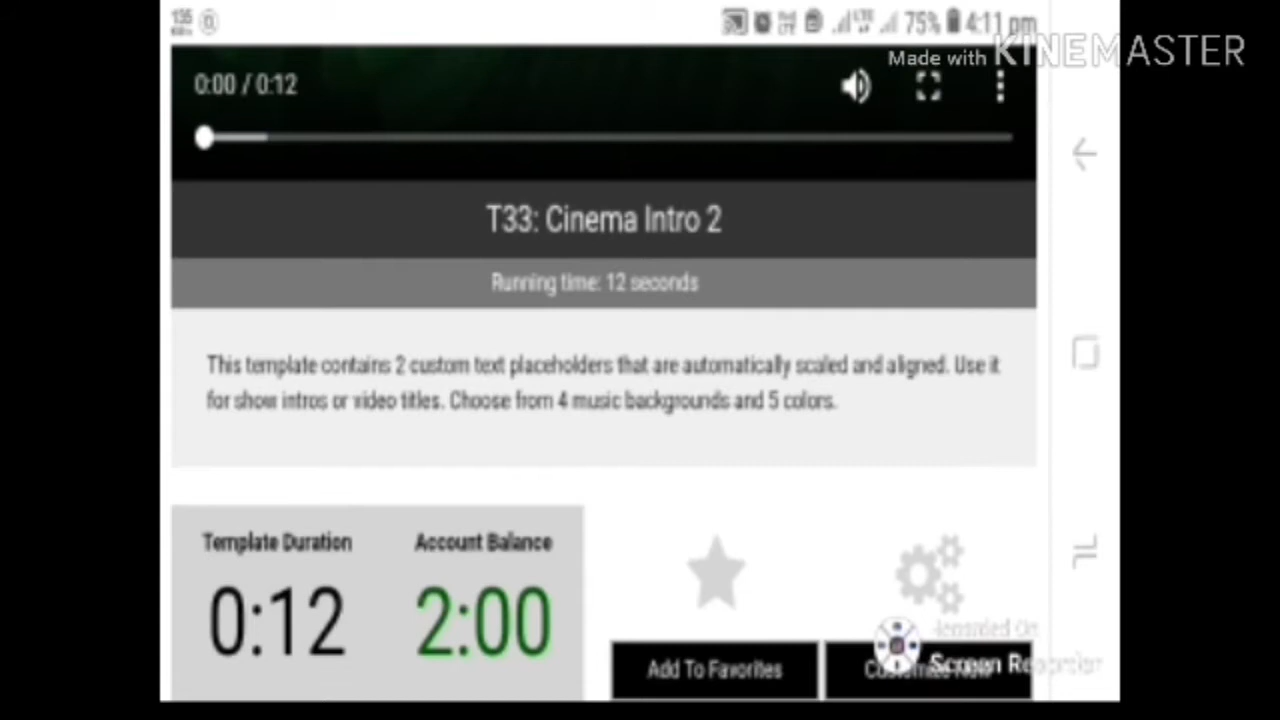 75% 4:11 pm
Made with KINEMASTER
0:00 / 0:12
T33: Cinema Intro 2
Running time: 12 seconds
This template contains 2 custom text placeholders that are automatically scaled and aligned. Use it
for show intros or video titles. Choose from 4 music backgrounds and 5 colors.
Template Duration Account Balance
0:12 2:00
Add To Favorites
Customize Now
Screen Recorder